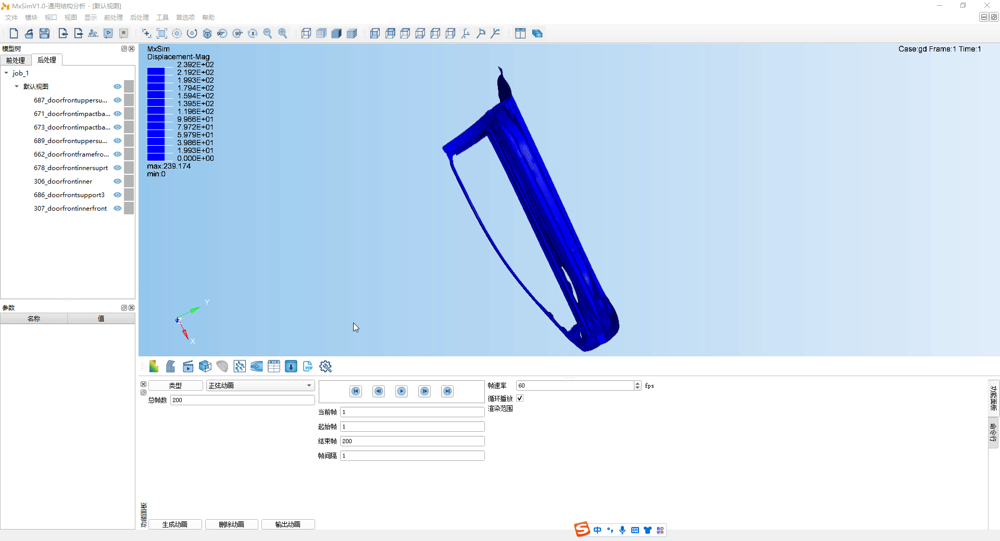 MxSimV1.0-通用结构分析 - [默认视图]
文件 模块 视口 视图 显示 前处理 后处理 工具 首选项 帮助
90° 90° X
模型树
前处理 后处理
job_1
默认视图
687_doorfrontuppersu...
671_doorfrontimpactba...
673_doorfrontimpactba...
689_doorfrontuppersu...
662_doorfrontframefro...
678_doorfrontinnersuprt
306_doorfrontinner
686_doorfrontsupport3
307_doorfrontinnerfront
参数
名称 值
MxSim
Displacement-Mag
2.392E+02
2.192E+02
1.993E+02
1.794E+02
1.594E+02
1.395E+02
1.196E+02
9.966E+01
7.972E+01
5.979E+01
3.986E+01
1.993E+01
0.000E+00
max:239.174
min:0
Case:gd Frame:1 Time:1
Y
Z
X
PDF
类型 正弦动画
总帧数 200
当前帧 1
起始帧 1
结束帧 200
帧间隔 1
帧速率 60 fps
循环播放
渲染范围
功能面板
命令行
功能面板
生成动画 删除动画 输出动画
S 中